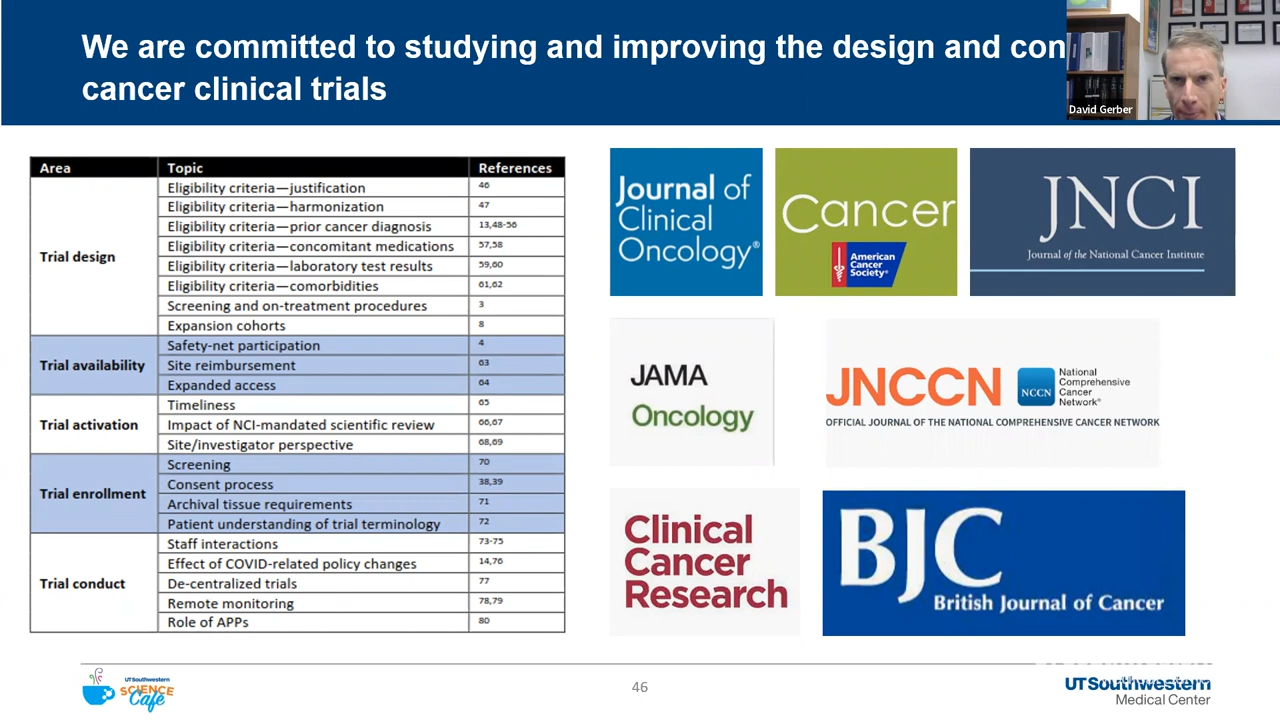 We are committed to studying and improving the design and con
cancer clinical trials
David Gerber
Area Topic References
Trial design
Eligibility criteria—justification 46
Eligibility criteria—harmonization 47
Eligibility criteria—prior cancer diagnosis 13,48-56
Eligibility criteria—concomitant medications 57,58
Eligibility criteria—laboratory test results 59,60
Eligibility criteria—comorbidities 61,62
Screening and on-treatment procedures 3
Expansion cohorts 8
Trial availability
Safety-net participation 4
Site reimbursement 63
Expanded access 64
Trial activation
Timeliness 65
Impact of NCI-mandated scientific review 66,67
Site/investigator perspective 68,69
Trial enrollment
Screening 70
Consent process 38,39
Archival tissue requirements 71
Patient understanding of trial terminology 72
Trial conduct
Staff interactions 73-75
Effect of COVID-related policy changes 14,76
De-centralized trials 77
Remote monitoring 78,79
Role of APPs 80
Journal of
Clinical
Oncology®
Cancer
American
Cancer
Society®
JNCI
Journal of the National Cancer Institute
JAMA
Oncology
JNCCN
NCCN
National
Comprehensive
Cancer
Network®
OFFICIAL JOURNAL OF THE NATIONAL COMPREHENSIVE CANCER NETWORK
Clinical
Cancer
Research
BJC
British Journal of Cancer
UT Southwestern
SCIENCE
Café
46
UTSouthwestern
Medical Center